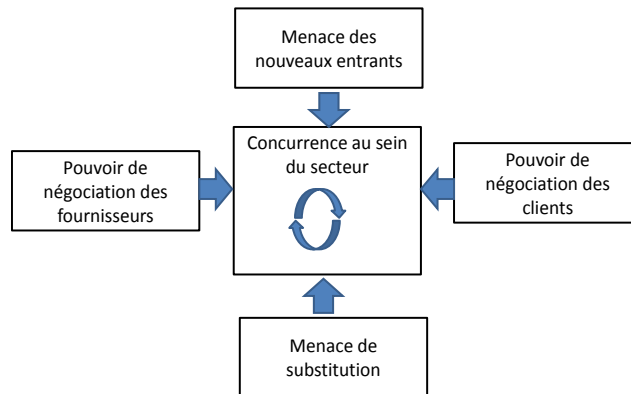 Menace des
nouveaux entrants
Concurrence au sein
du secteur
Pouvoir de
négociation des
fournisseurs
Pouvoir de
négociation des
clients
Menace de
substitution